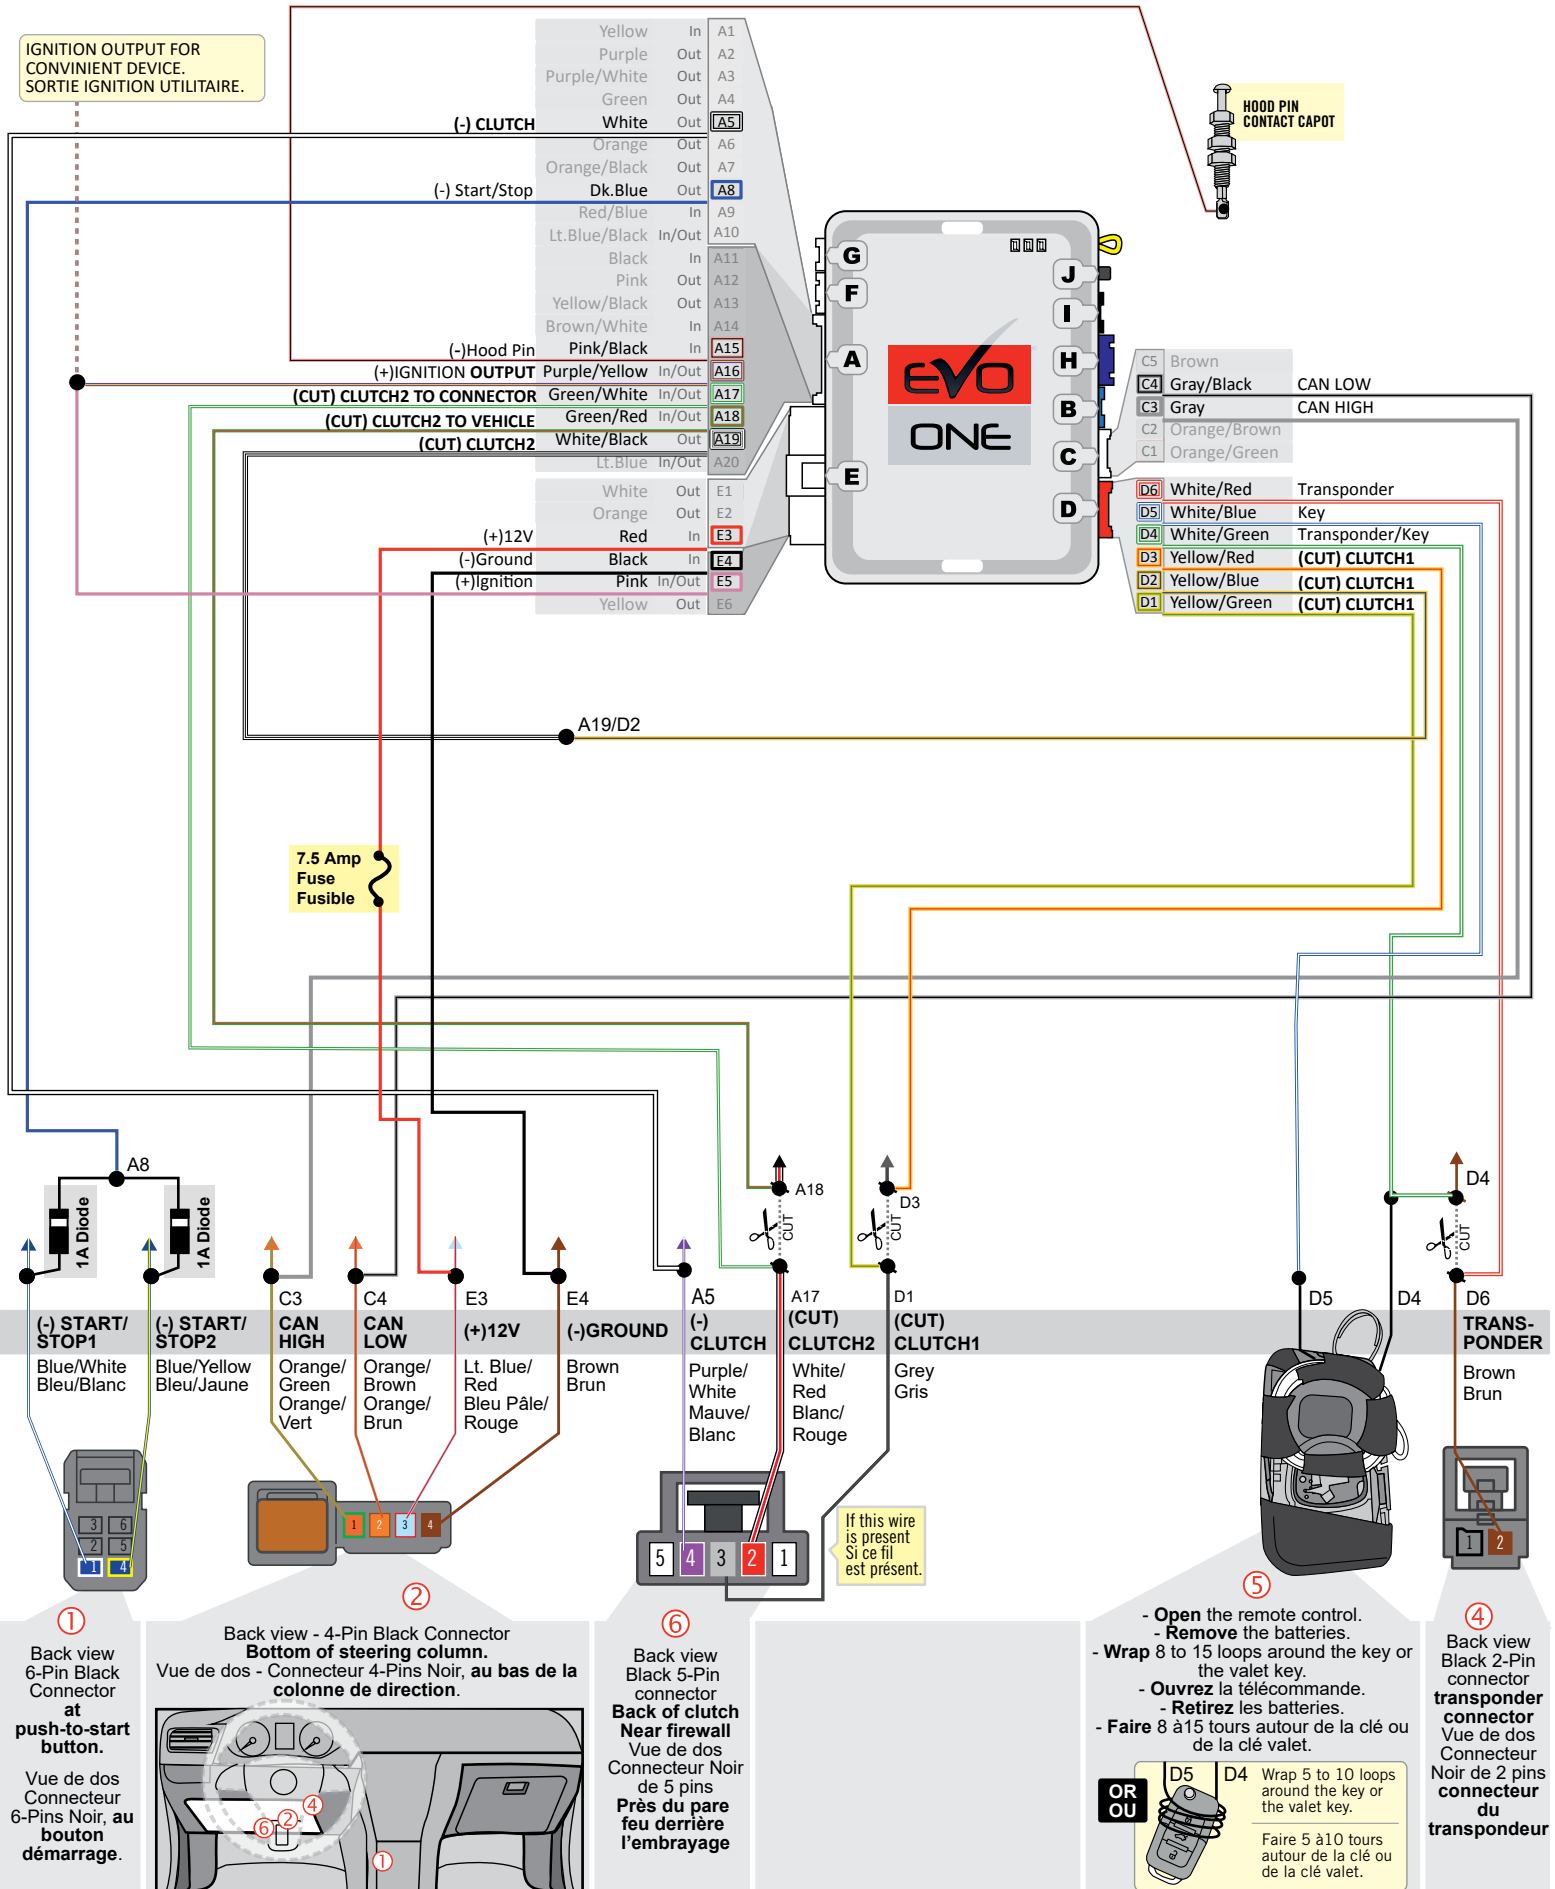 IGNITION OUTPUT FOR
CONVINIENT DEVICE.
SORTIE IGNITION UTILITAIRE.
Yellow In A1
Purple Out A2
Purple/White Out A3
Green Out A4
(-) CLUTCH White Out A5
Orange Out A6
Orange/Black Out A7
(-) Start/Stop Dk.Blue Out A8
Red/Blue In A9
Lt.Blue/Black In/Out A10
Black In A11
Pink Out A12
Yellow/Black Out A13
Brown/White In A14
(-)Hood Pin Pink/Black In A15
(+)IGNITION OUTPUT Purple/Yellow In/Out A16
(CUT) CLUTCH2 TO CONNECTOR Green/White In/Out A17
(CUT) CLUTCH2 TO VEHICLE Green/Red In/Out A18
(CUT) CLUTCH2 White/Black Out A19
Lt.Blue In/Out A20
White Out E1
Orange Out E2
(+)12V Red In E3
(-)Ground Black In E4
(+)Ignition Pink In/Out E5
Yellow Out E6
HOOD PIN
CONTACT CAPOT
G
F
A
E
J
I
H
B
C
D
EVO
ONE
C5 Brown
C4 Gray/Black CAN LOW
C3 Gray CAN HIGH
C2 Orange/Brown
C1 Orange/Green
D6 White/Red Transponder
D5 White/Blue Key
D4 White/Green Transponder/Key
D3 Yellow/Red (CUT) CLUTCH1
D2 Yellow/Blue (CUT) CLUTCH1
D1 Yellow/Green (CUT) CLUTCH1
A19/D2
7.5 Amp
Fuse
Fusible
A8
1A Diode
1A Diode
A18
CUT
D3
CUT
D4
CUT
(-) START/
STOP1
Blue/White
Bleu/Blanc
(-) START/
STOP2
Blue/Yellow
Bleu/Jaune
C3
CAN
HIGH
Orange/
Green
Orange/
Vert
C4
CAN
LOW
Orange/
Brown
Orange/
Brun
E3
(+)12V
Lt. Blue/
Red
Bleu Pâle/
Rouge
E4
(-)GROUND
Brown
Brun
A5
(-)
CLUTCH
Purple/
White
Mauve/
Blanc
A17
(CUT)
CLUTCH2
White/
Red
Blanc/
Rouge
D1
(CUT)
CLUTCH1
Grey
Gris
D5
D4
D6
TRANS-
PONDER
Brown
Brun
3 6
2 5
1 4
1 2 3 4
5 4 3 2 1
If this wire
is present
Si ce fil
est présent.
1 2
①
Back view
6-Pin Black
Connector
at
push-to-start
button.
Vue de dos
Connecteur
6-Pins Noir, au
bouton
démarrage.
②
Back view - 4-Pin Black Connector
Bottom of steering column.
Vue de dos - Connecteur 4-Pins Noir, au bas de la
colonne de direction.
④
②
⑥
①
⑥
Back view
Black 5-Pin
connector
Back of clutch
Near firewall
Vue de dos
Connecteur Noir
de 5 pins
Près du pare
feu derrière
l'embrayage
⑤
- Open the remote control.
- Remove the batteries.
- Wrap 8 to 15 loops around the key or
the valet key.
- Ouvrez la télécommande.
- Retirez les batteries.
- Faire 8 à15 tours autour de la clé ou
de la clé valet.
OR
OU
D5 D4
Wrap 5 to 10 loops
around the key or
the valet key.
Faire 5 à10 tours
autour de la clé ou
de la clé valet.
④
Back view
Black 2-Pin
connector
transponder
connector
Vue de dos
Connecteur
Noir de 2 pins
connecteur
du
transpondeur